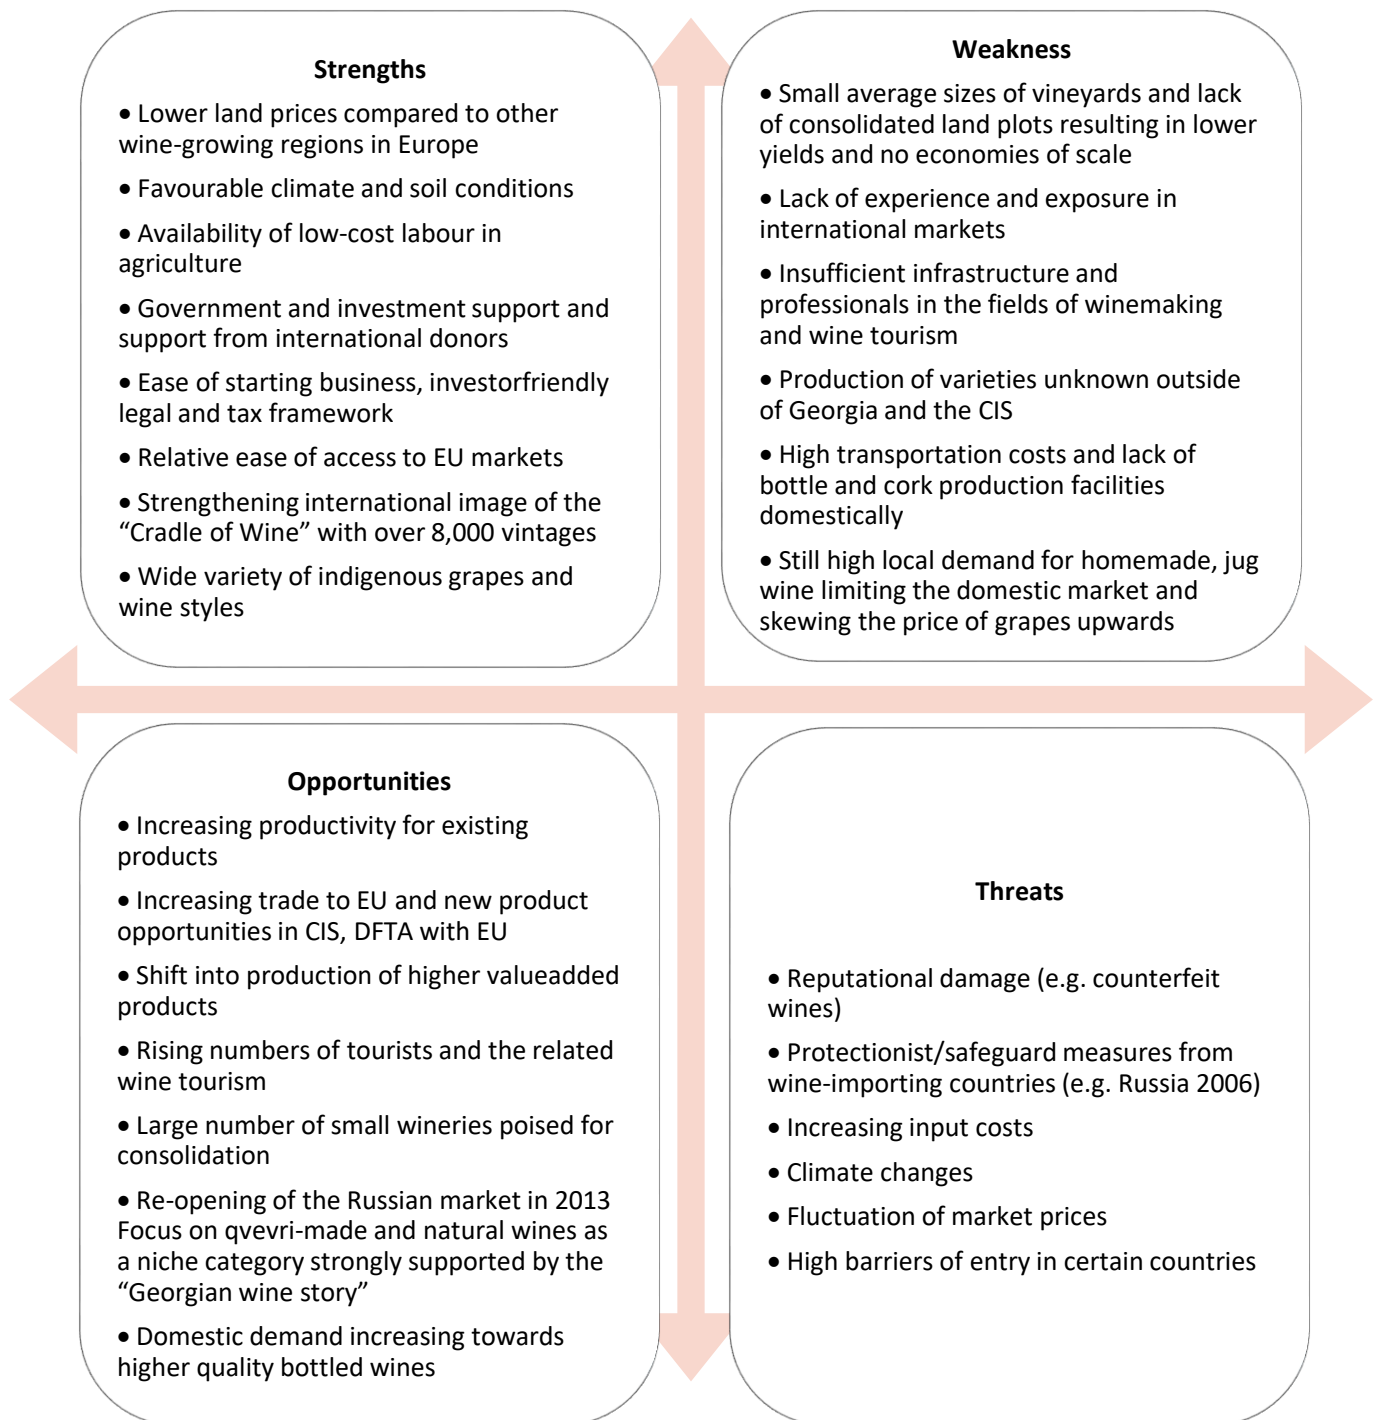 Strengths
• Lower land prices compared to other
wine-growing regions in Europe
• Favourable climate and soil conditions
• Availability of low-cost labour in
agriculture
• Government and investment support and
support from international donors
• Ease of starting business, investorfriendly
legal and tax framework
• Relative ease of access to EU markets
• Strengthening international image of the
“Cradle of Wine” with over 8,000 vintages
• Wide variety of indigenous grapes and
wine styles
Weakness
• Small average sizes of vineyards and lack
of consolidated land plots resulting in lower
yields and no economies of scale
• Lack of experience and exposure in
international markets
• Insufficient infrastructure and
professionals in the fields of winemaking
and wine tourism
• Production of varieties unknown outside
of Georgia and the CIS
• High transportation costs and lack of
bottle and cork production facilities
domestically
• Still high local demand for homemade, jug
wine limiting the domestic market and
skewing the price of grapes upwards
Opportunities
• Increasing productivity for existing
products
• Increasing trade to EU and new product
opportunities in CIS, DFTA with EU
• Shift into production of higher valueadded
products
• Rising numbers of tourists and the related
wine tourism
• Large number of small wineries poised for
consolidation
• Re-opening of the Russian market in 2013
Focus on qvevri-made and natural wines as
a niche category strongly supported by the
“Georgian wine story”
• Domestic demand increasing towards
higher quality bottled wines
Threats
• Reputational damage (e.g. counterfeit
wines)
• Protectionist/safeguard measures from
wine-importing countries (e.g. Russia 2006)
• Increasing input costs
• Climate changes
• Fluctuation of market prices
• High barriers of entry in certain countries